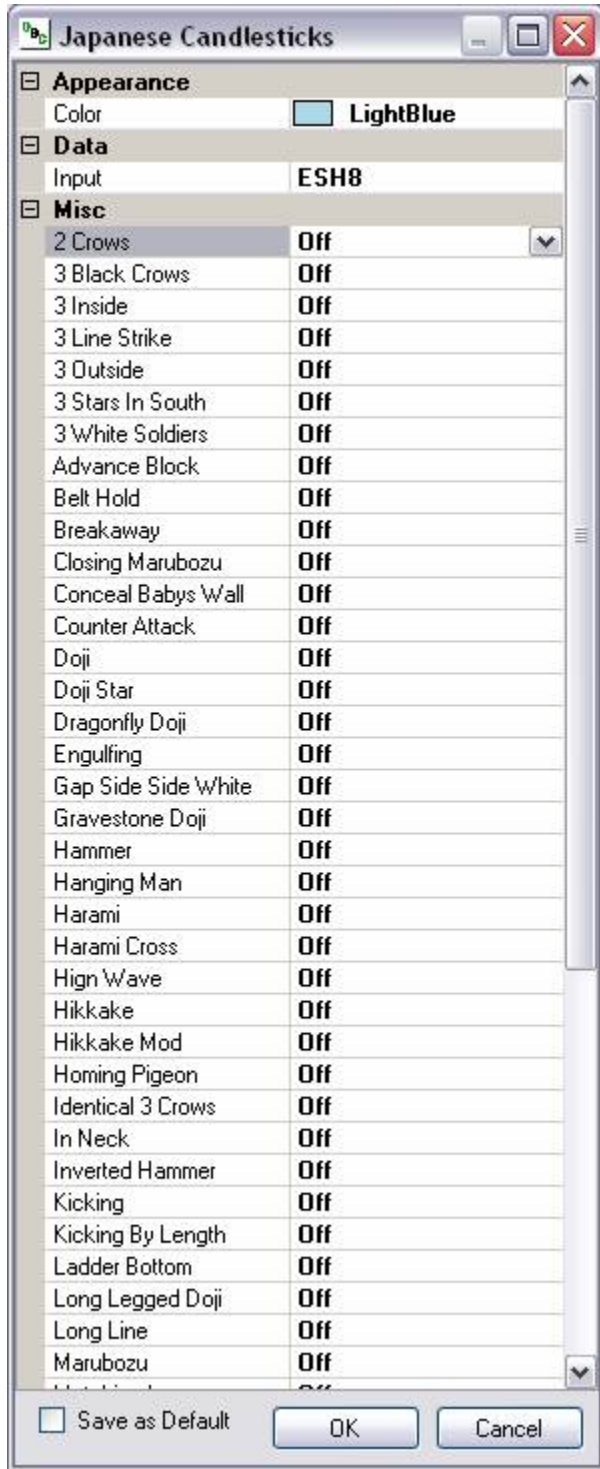 Japanese Candlesticks
Appearance
Color LightBlue
Data
Input ESH8
Misc
2 Crows Off
3 Black Crows Off
3 Inside Off
3 Line Strike Off
3 Outside Off
3 Stars In South Off
3 White Soldiers Off
Advance Block Off
Belt Hold Off
Breakaway Off
Closing Marubozu Off
Conceal Babys Wall Off
Counter Attack Off
Doji Off
Doji Star Off
Dragonfly Doji Off
Engulfing Off
Gap Side Side White Off
Gravestone Doji Off
Hammer Off
Hanging Man Off
Harami Off
Harami Cross Off
Hign Wave Off
Hikkake Off
Hikkake Mod Off
Homing Pigeon Off
Identical 3 Crows Off
In Neck Off
Inverted Hammer Off
Kicking Off
Kicking By Length Off
Ladder Bottom Off
Long Legged Doji Off
Long Line Off
Marubozu Off
Save as Default OK Cancel